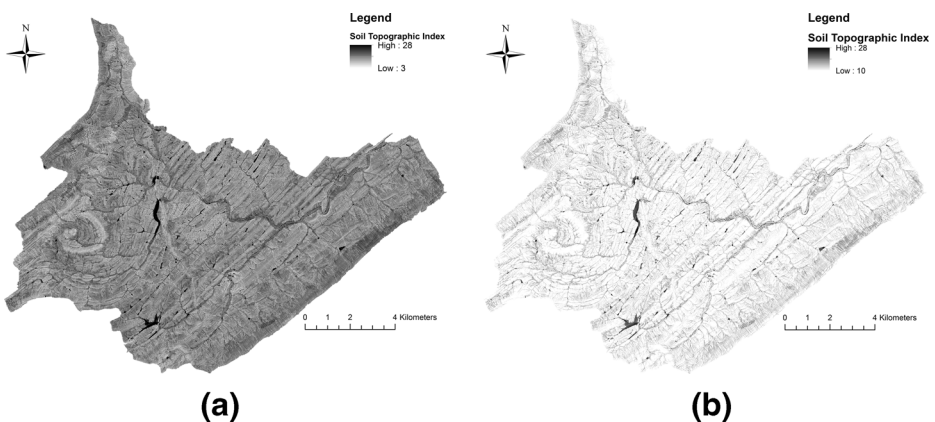 N
Legend
Soil Topographic Index
High : 28
Low : 3
0 1 2 4 Kilometers
(a)
N
Legend
Soil Topographic Index
High : 28
Low : 10
0 1 2 4 Kilometers
(b)